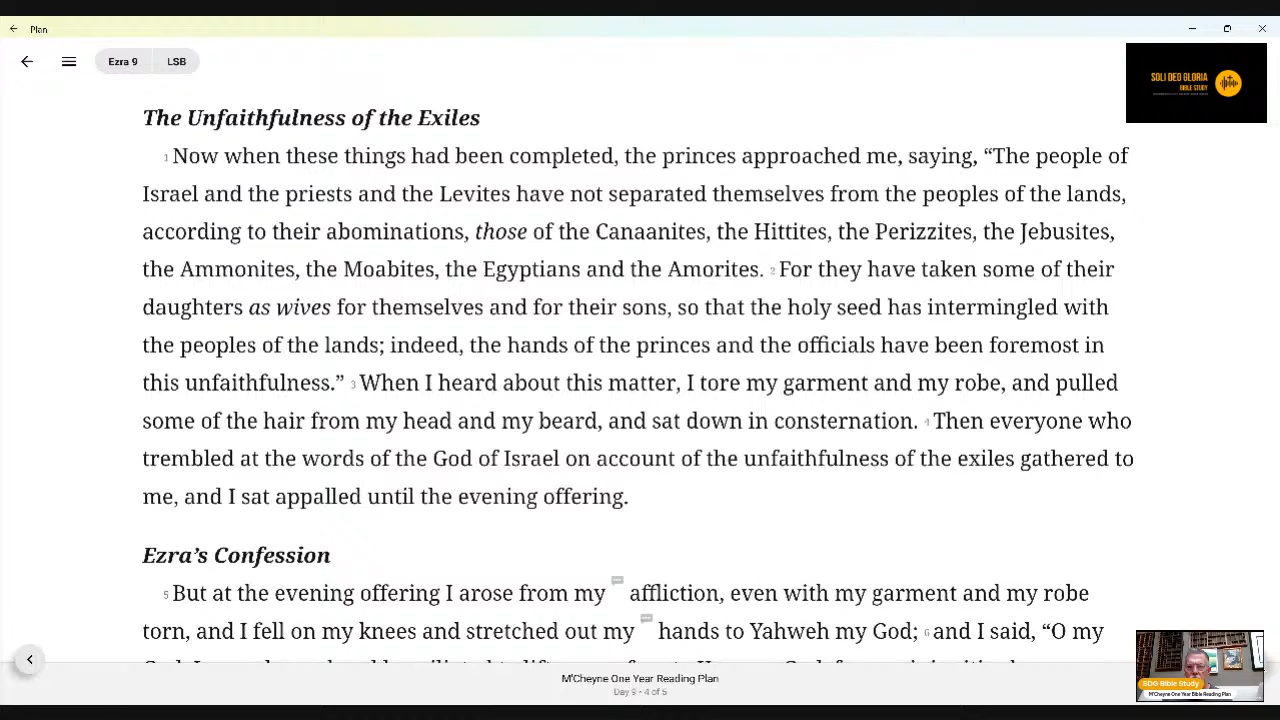 Plan
Ezra 9 LSB
SOLI DEO GLORIA
BIBLE STUDY
The Unfaithfulness of the Exiles
1 Now when these things had been completed, the princes approached me, saying, “The people of
Israel and the priests and the Levites have not separated themselves from the peoples of the lands,
according to their abominations, those of the Canaanites, the Hittites, the Perizzites, the Jebusites,
the Ammonites, the Moabites, the Egyptians and the Amorites. 2 For they have taken some of their
daughters as wives for themselves and for their sons, so that the holy seed has intermingled with
the peoples of the lands; indeed, the hands of the princes and the officials have been foremost in
this unfaithfulness.” 3 When I heard about this matter, I tore my garment and my robe, and pulled
some of the hair from my head and my beard, and sat down in consternation. 4 Then everyone who
trembled at the words of the God of Israel on account of the unfaithfulness of the exiles gathered to
me, and I sat appalled until the evening offering.
Ezra’s Confession
5 But at the evening offering I arose from my affliction, even with my garment and my robe
torn, and I fell on my knees and stretched out my hands to Yahweh my God; 6 and I said, “O my
M'Cheyne One Year Reading Plan
Day 9 • 4 of 5
SDG Bible Study
M'Cheyne One Year Bible Reading Plan